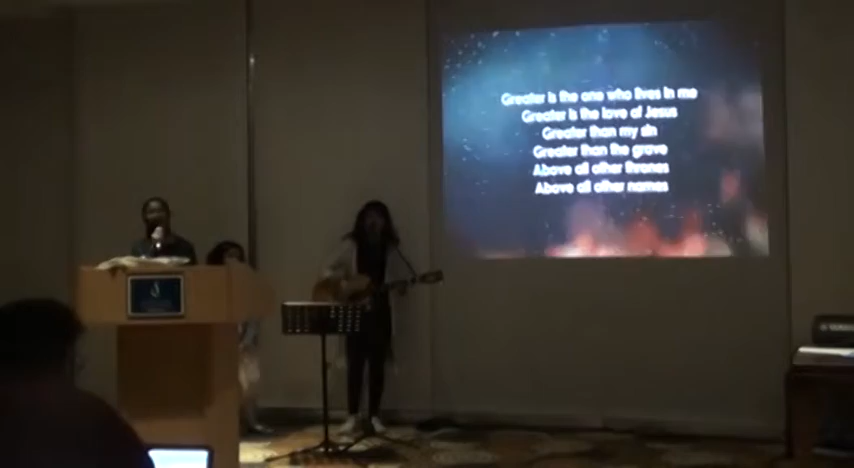 Greater is the one who lives in me
Greater is the love of Jesus
Greater than my sin
Greater than the grave
Above all other thrones
Above all other names